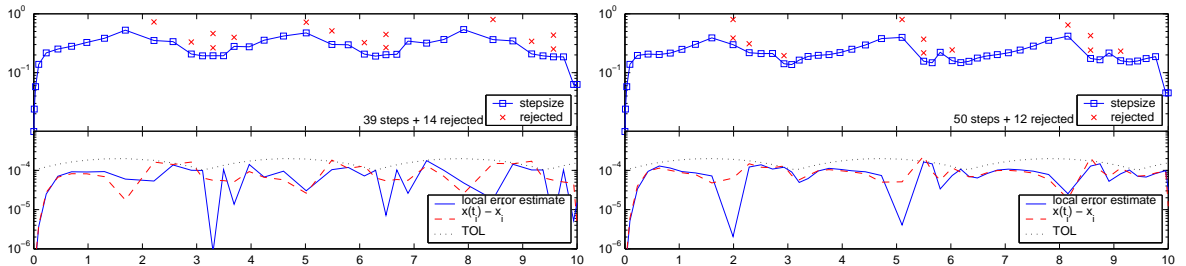 10^0
10^-1
stepsize
rejected
39 steps + 14 rejected
10^-4
10^-5
10^-6
local error estimate
x(t_i) − x_i
TOL
0 1 2 3 4 5 6 7 8 9 10
10^0
10^-1
stepsize
rejected
50 steps + 12 rejected
10^-4
10^-5
10^-6
local error estimate
x(t_i) − x_i
TOL
0 1 2 3 4 5 6 7 8 9 10